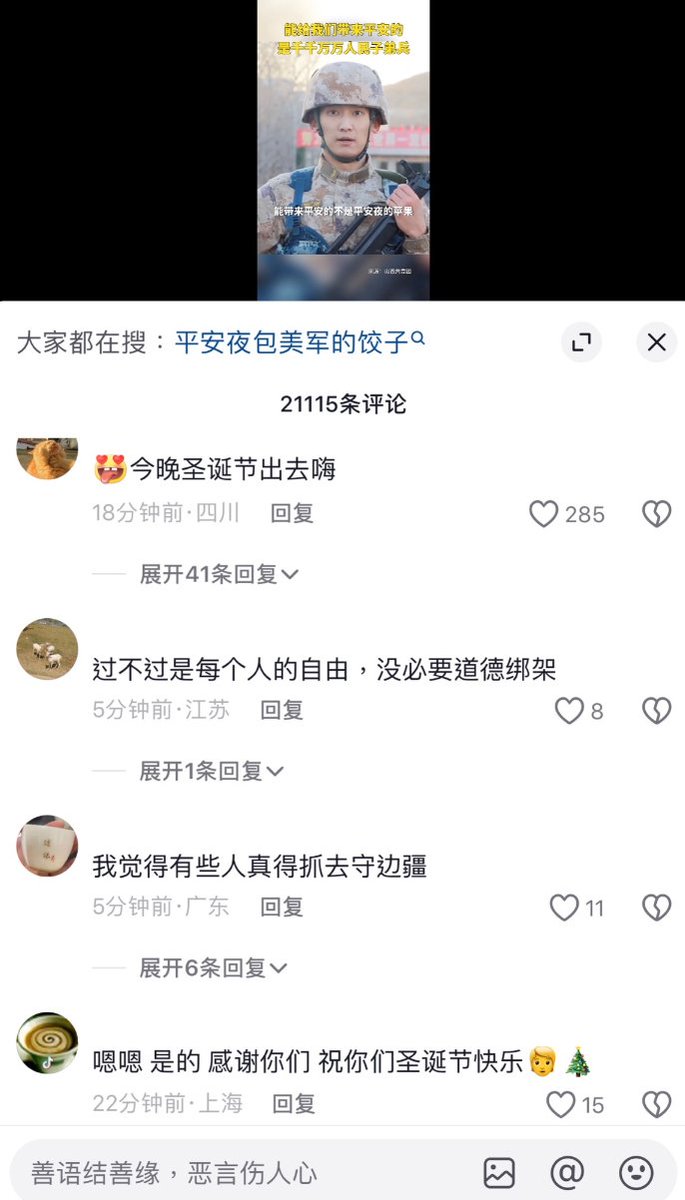 能给我们带来平安的
是千千万万人民子弟兵
能带来平安的不是平安夜的苹果
大家都在搜：平安夜包美军的饺子
21115条评论
今晚圣诞节出去嗨
18分钟前·四川 回复 285
展开41条回复
过不过是每个人的自由，没必要道德绑架
5分钟前·江苏 回复 8
展开1条回复
我觉得有些人真得抓去守边疆
5分钟前·广东 回复 11
展开6条回复
嗯嗯 是的 感谢你们 祝你们圣诞节快乐🎄
22分钟前·上海 回复 15
善语结善缘，恶言伤人心